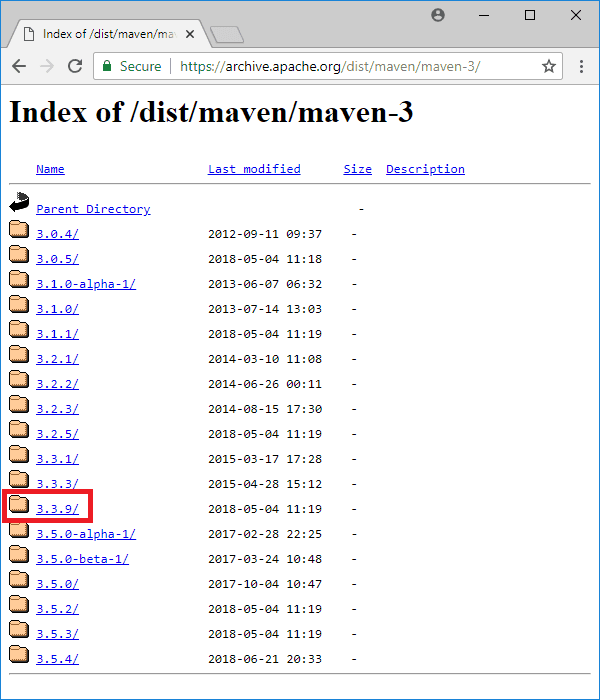 Index of /dist/maven/mav
Secure https://archive.apache.org/dist/maven/maven-3/
Index of /dist/maven/maven-3
Name Last modified Size Description
Parent Directory -
3.0.4/ 2012-09-11 09:37 -
3.0.5/ 2018-05-04 11:18 -
3.1.0-alpha-1/ 2013-06-07 06:32 -
3.1.0/ 2013-07-14 13:03 -
3.1.1/ 2018-05-04 11:19 -
3.2.1/ 2014-03-10 11:08 -
3.2.2/ 2014-06-26 00:11 -
3.2.3/ 2014-08-15 17:30 -
3.2.5/ 2018-05-04 11:19 -
3.3.1/ 2015-03-17 17:28 -
3.3.3/ 2015-04-28 15:12 -
3.3.9/ 2018-05-04 11:19 -
3.5.0-alpha-1/ 2017-02-28 22:25 -
3.5.0-beta-1/ 2017-03-24 10:48 -
3.5.0/ 2017-10-04 10:47 -
3.5.2/ 2018-05-04 11:19 -
3.5.3/ 2018-05-04 11:19 -
3.5.4/ 2018-06-21 20:33 -